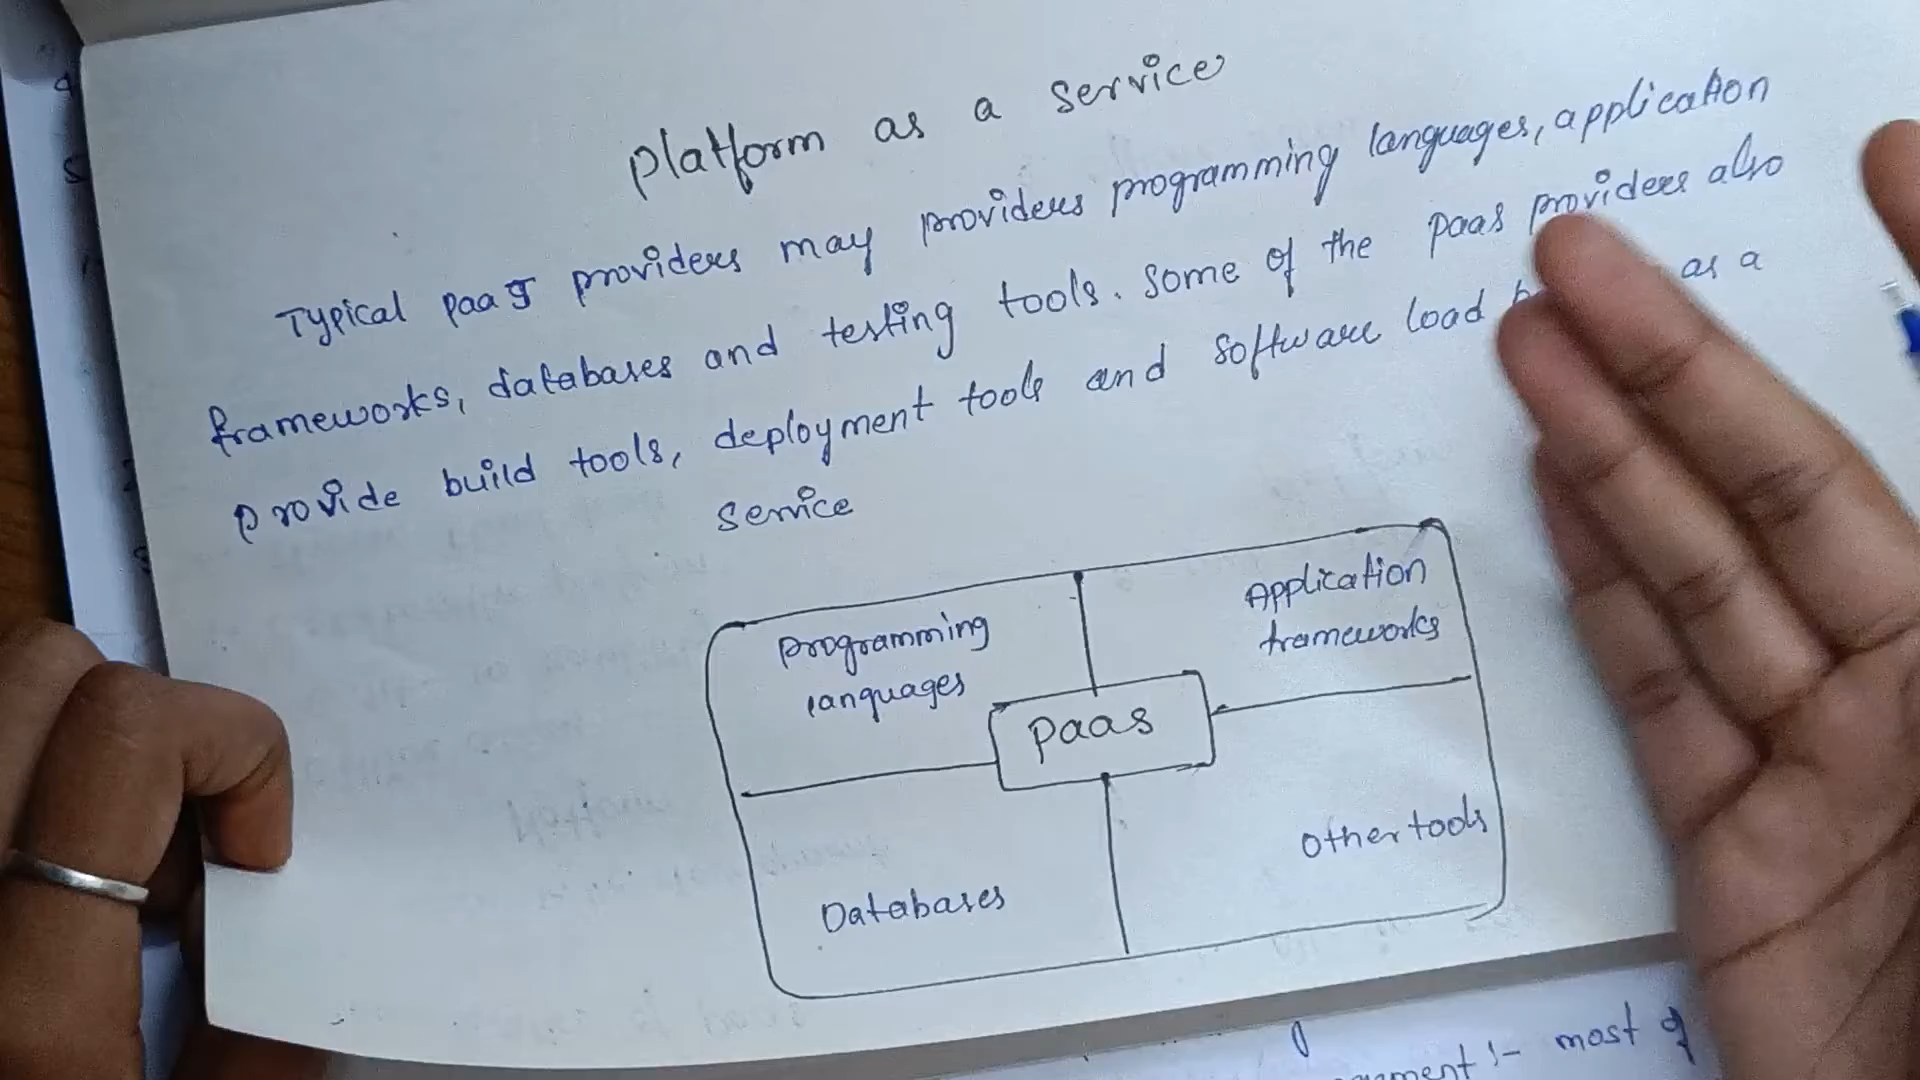 Platform as a service
Typical paas providers may providers programming languages, application
frameworks, databases and testing tools. Some of the paas providers also
provide build tools, deployment tools and software load as a
service
programming
languages
Application
frameworks
paas
Databases
Other tools
most of